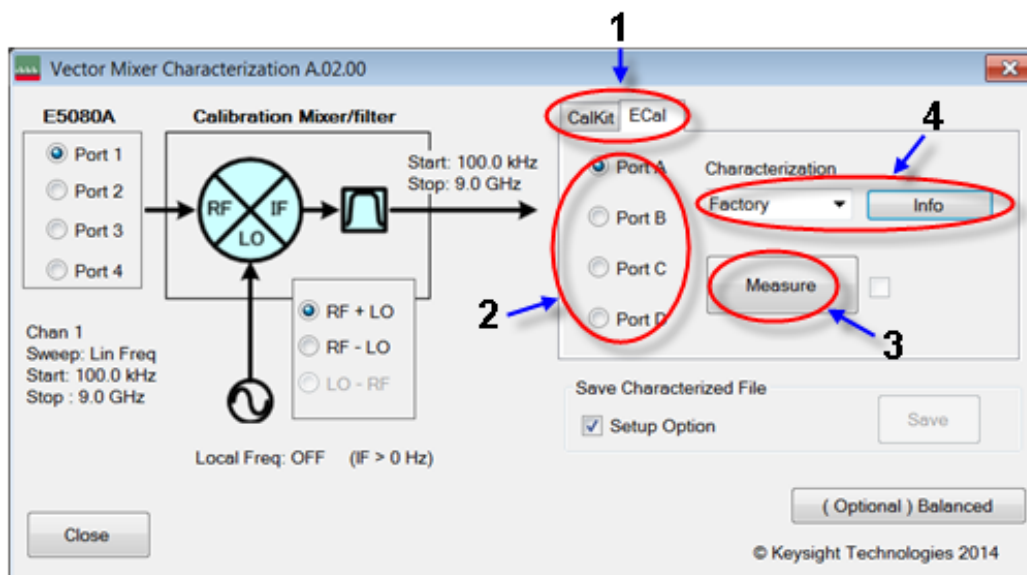 1
Vector Mixer Characterization A.02.00
E5080A
Port 1
Port 2
Port 3
Port 4
Chan 1
Sweep: Lin Freq
Start: 100.0 kHz
Stop : 9.0 GHz
Calibration Mixer/filter
RF
IF
LO
Start: 100.0 kHz
Stop: 9.0 GHz
RF + LO
RF - LO
LO - RF
Local Freq: OFF (IF > 0 Hz)
CalKit
ECal
Port A
Port B
Port C
Port D
2
Characterization
Factory
Info
4
Measure
3
Save Characterized File
Setup Option
Save
( Optional ) Balanced
Close
© Keysight Technologies 2014